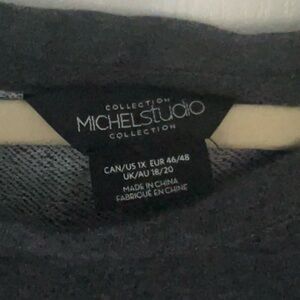 COLLECTION
MICHELstudio
COLLECTION
CAN/US 1X EUR 46/48
UK/AU 18/20
MADE IN CHINA
FABRIQUÉ EN CHINE